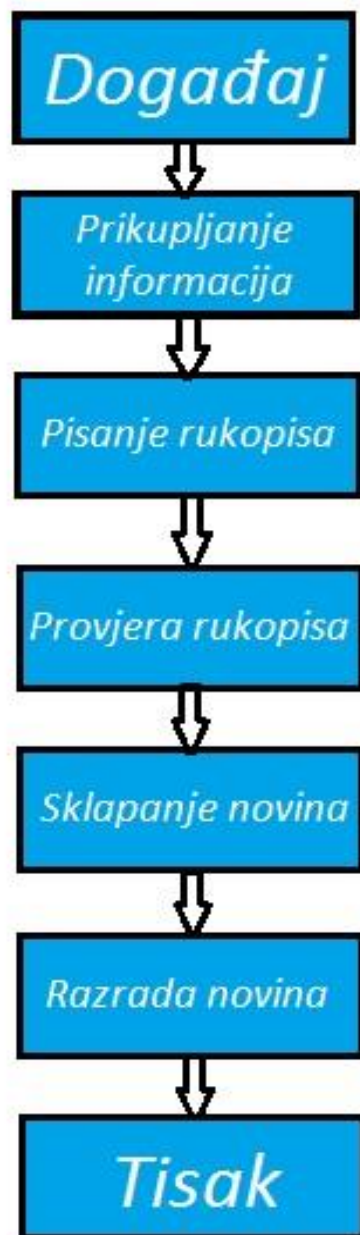 Događaj
Prikupljanje
informacija
Pisanje rukopisa
Provjera rukopisa
Sklapanje novina
Razrada novina
Tisak